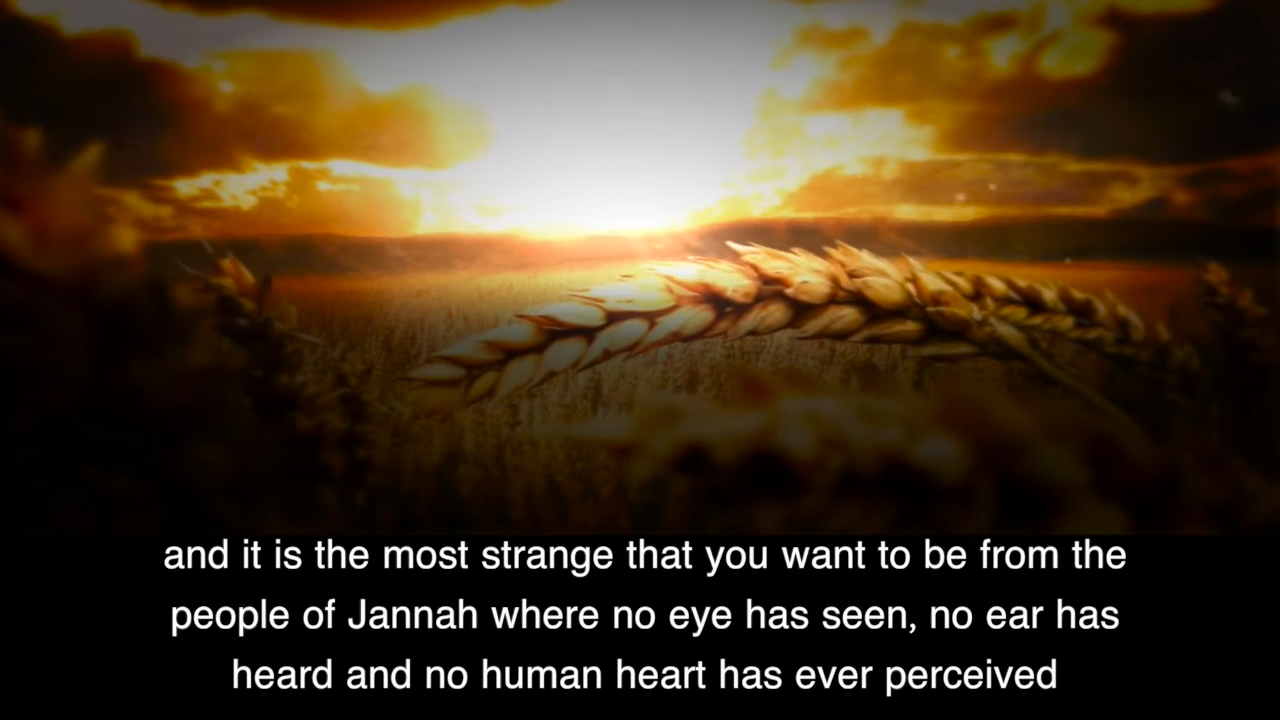 and it is the most strange that you want to be from the
people of Jannah where no eye has seen, no ear has
heard and no human heart has ever perceived